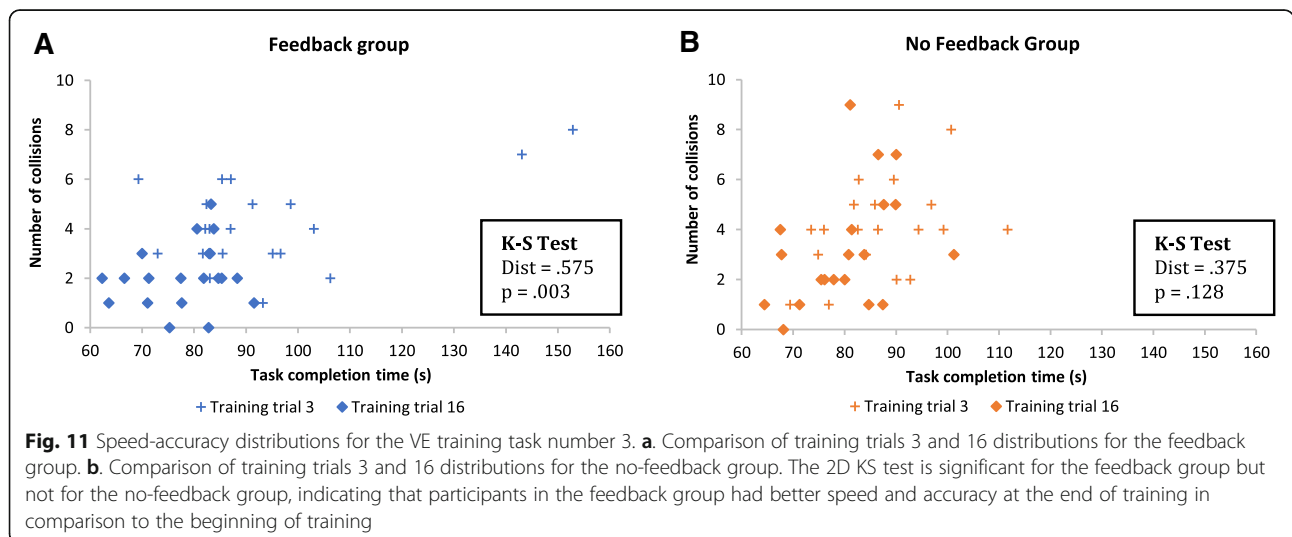 A
Feedback group
10
8
6
4
2
0
Number of collisions
60 70 80 90 100 110 120 130 140 150 160
Task completion time (s)
K-S Test
Dist = .575
p = .003
Training trial 3 Training trial 16
B
No Feedback Group
10
8
6
4
2
0
Number of collisions
60 70 80 90 100 110 120 130 140 150 160
Task completion time (s)
K-S Test
Dist = .375
p = .128
Training trial 3 Training trial 16
Fig. 11 Speed-accuracy distributions for the VE training task number 3. a. Comparison of training trials 3 and 16 distributions for the feedback
group. b. Comparison of training trials 3 and 16 distributions for the no-feedback group. The 2D KS test is significant for the feedback group but
not for the no-feedback group, indicating that participants in the feedback group had better speed and accuracy at the end of training in
comparison to the beginning of training